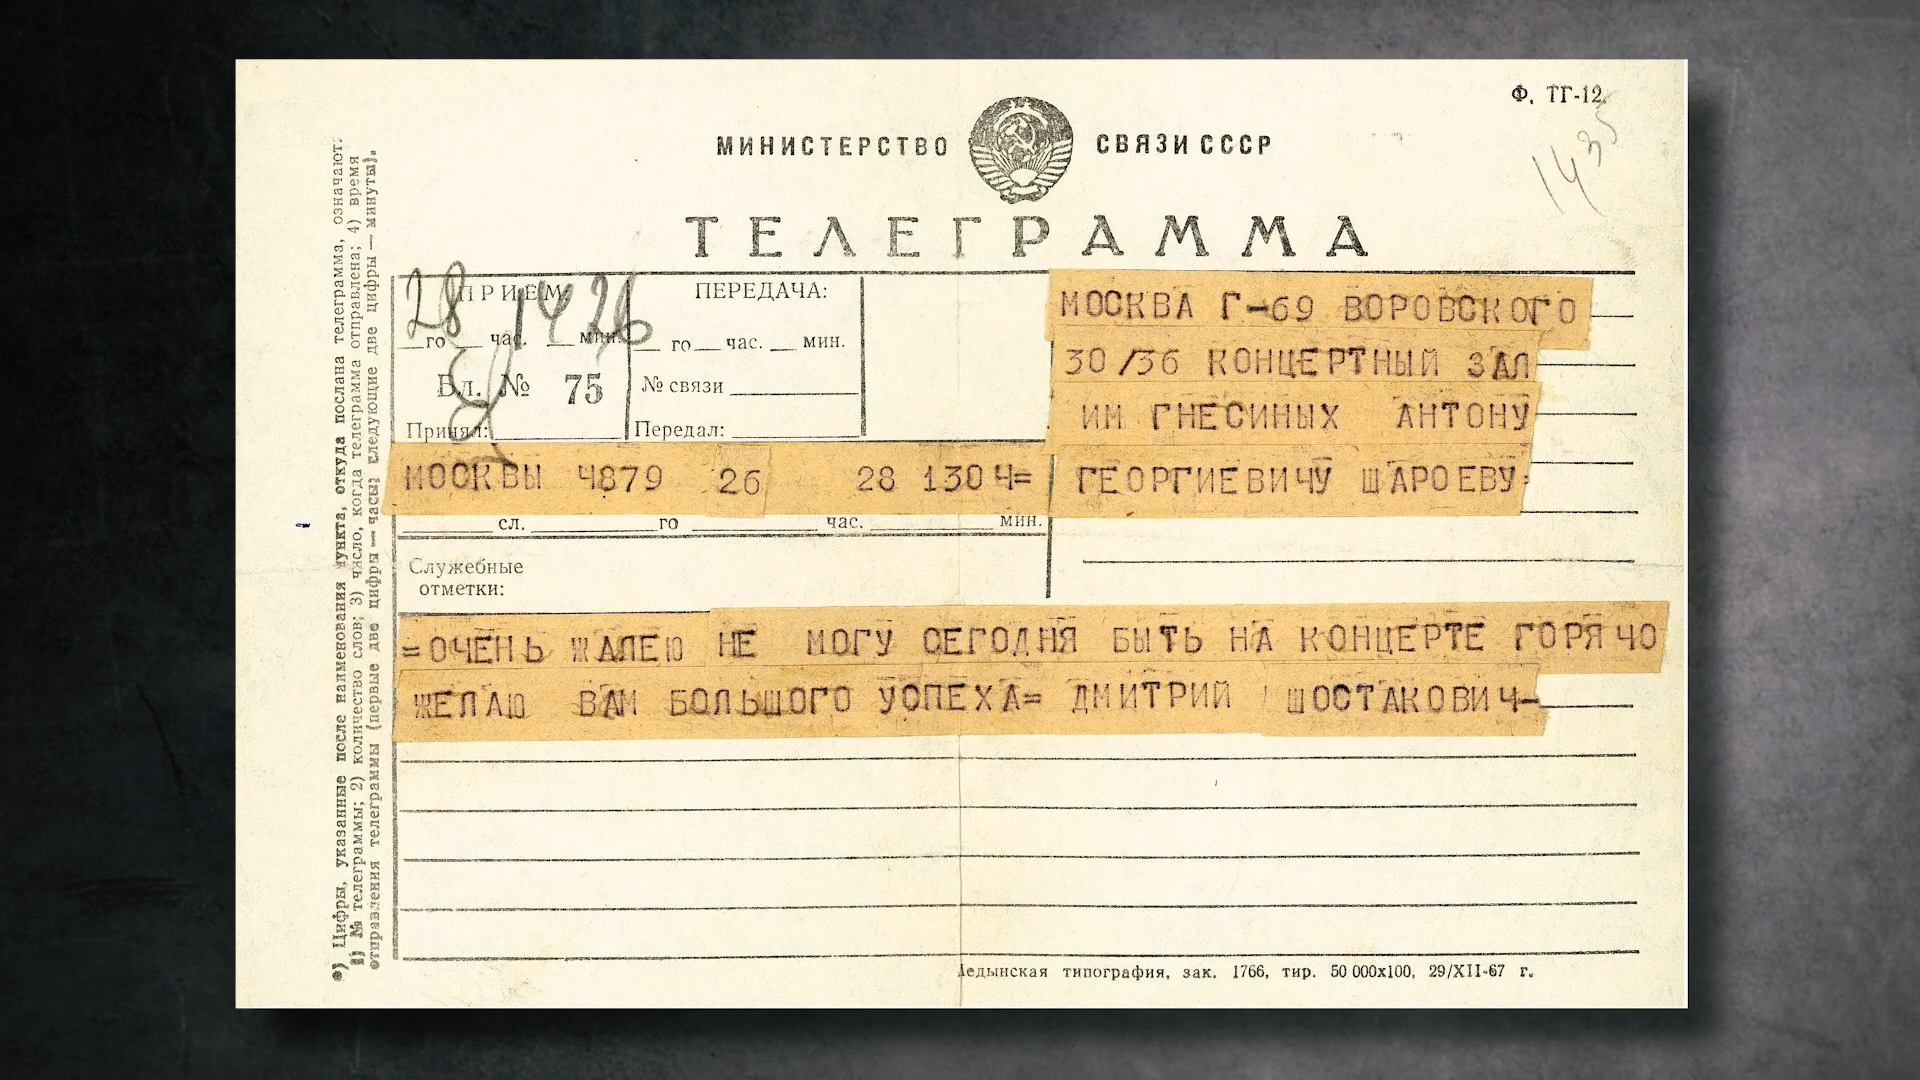 Ф. ТГ-12.
14 35
МИНИСТЕРСТВО СВЯЗИ СССР
ТЕЛЕГРАММА
ПРИЕМ:
28 14 26
го час. мин.
Бл. № 75
Принял:
ПЕРЕДАЧА:
го час. мин.
№ связи
Передал:
МОСКВА Г-69 ВОРОВСКОГО
30/36 КОНЦЕРТНЫЙ ЗАЛ
ИМ ГНЕСИНЫХ АНТОНУ
ГЕОРГИЕВИЧУ ШАРОЕВУ=
МОСКВЫ 4879 26 28 1304=
сл. го час. мин.
Служебные
отметки:
=ОЧЕНЬ ЖАЛЕЮ НЕ МОГУ СЕГОДНЯ БЫТЬ НА КОНЦЕРТЕ ГОРЯЧО
ЖЕЛАЮ ВАМ БОЛЬШОГО УСПЕХА= ДМИТРИЙ ШОСТАКОВИЧ-
*) Цифры, указанные после наименования пункта, откуда послана телеграмма, означают:
1) № телеграммы; 2) количество слов; 3) число, когда телеграмма отправлена; 4) время
отправления телеграммы (первые две цифры — часы, следующие две цифры — минуты).
Ледынская типография, зак. 1766, тир. 50 000х100, 29/XII-67 г.